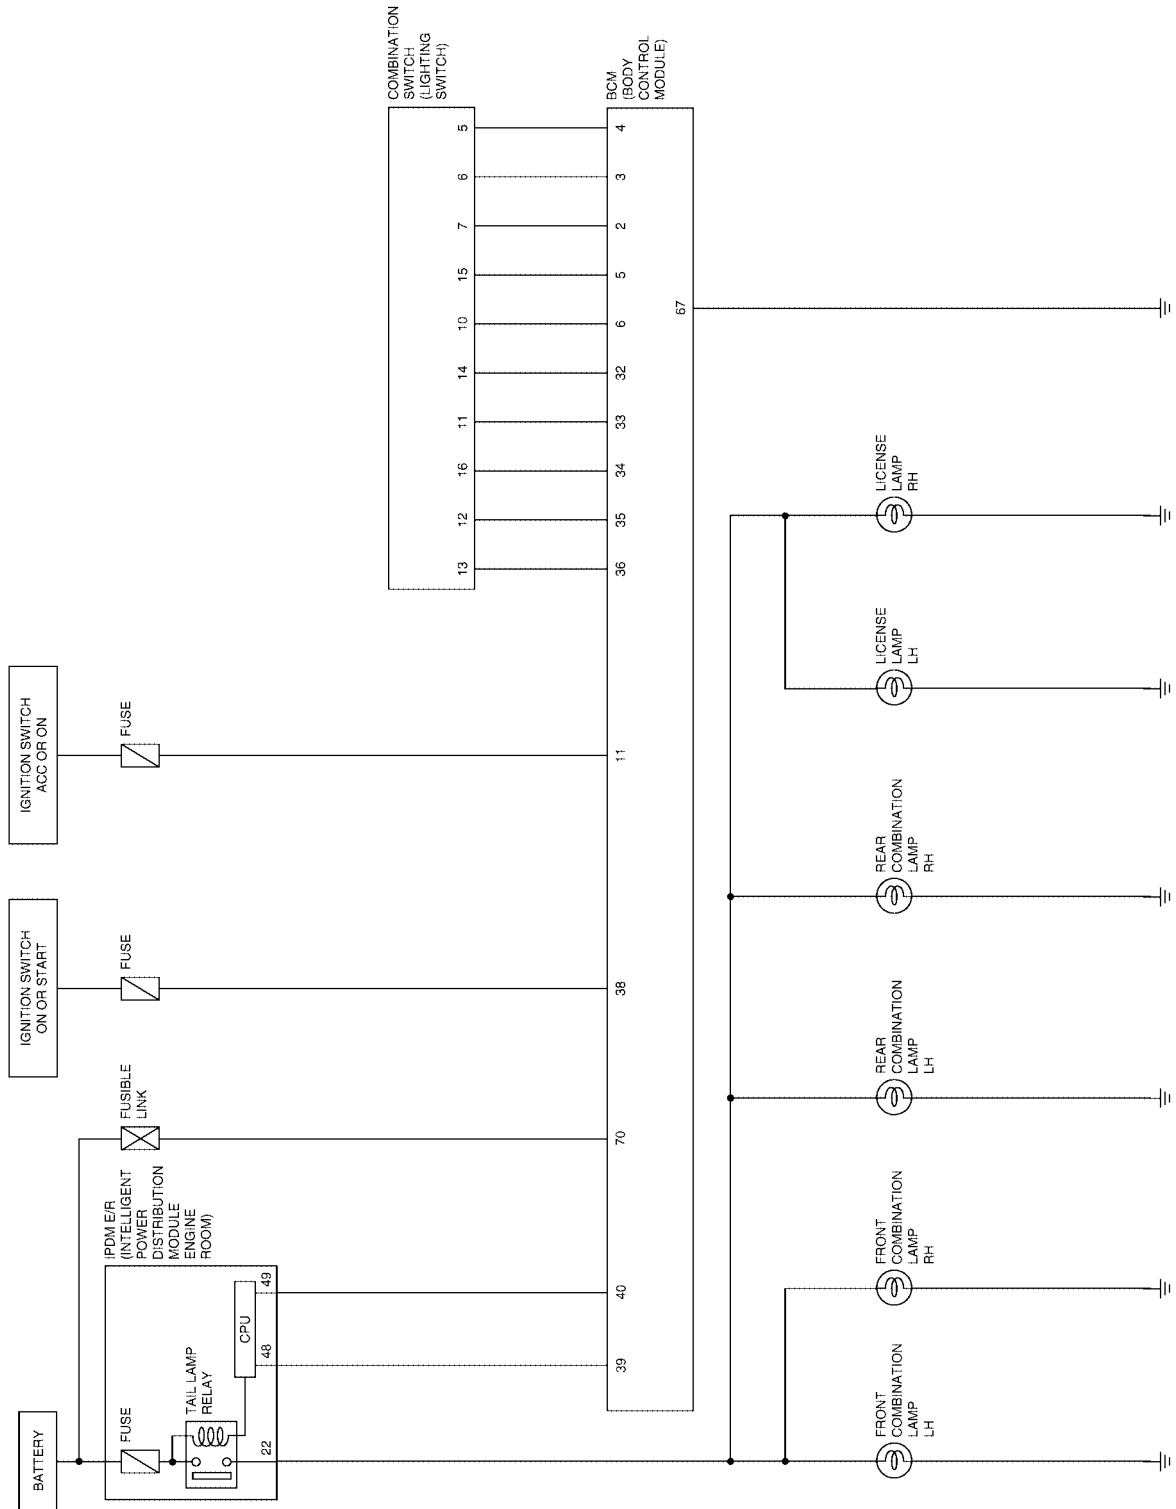 BATTERY
FUSE
TAIL LAMP
RELAY
CPU
22
48
49
IPDM E/R
(INTELLIGENT
POWER
DISTRIBUTION
MODULE
ENGINE
ROOM)
FUSIBLE
LINK
IGNITION SWITCH
ON OR START
FUSE
IGNITION SWITCH
ACC OR ON
FUSE
COMBINATION
SWITCH
(LIGHTING
SWITCH)
13
12
16
11
14
10
15
7
6
5
BCM
(BODY
CONTROL
MODULE)
39
40
70
38
11
36
35
34
33
32
6
5
2
3
4
67
FRONT
COMBINATION
LAMP
LH
FRONT
COMBINATION
LAMP
RH
REAR
COMBINATION
LAMP
LH
REAR
COMBINATION
LAMP
RH
LICENSE
LAMP
LH
LICENSE
LAMP
RH